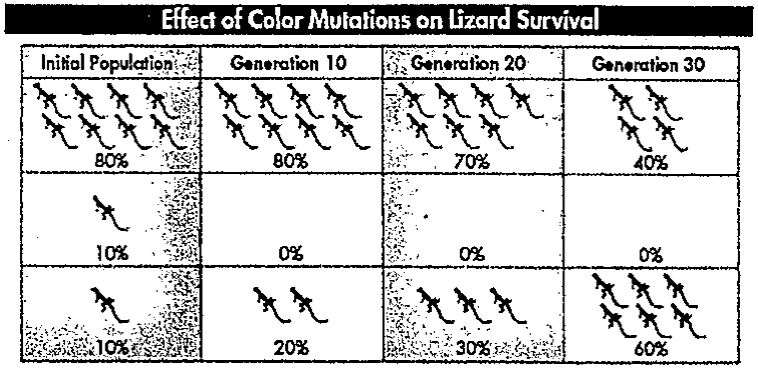 Effect of Color Mutations on Lizard Survival
Initial Population Generation 10 Generation 20 Generation 30
80% 80% 70% 40%
10% 0% 0% 0%
10% 20% 30% 60%